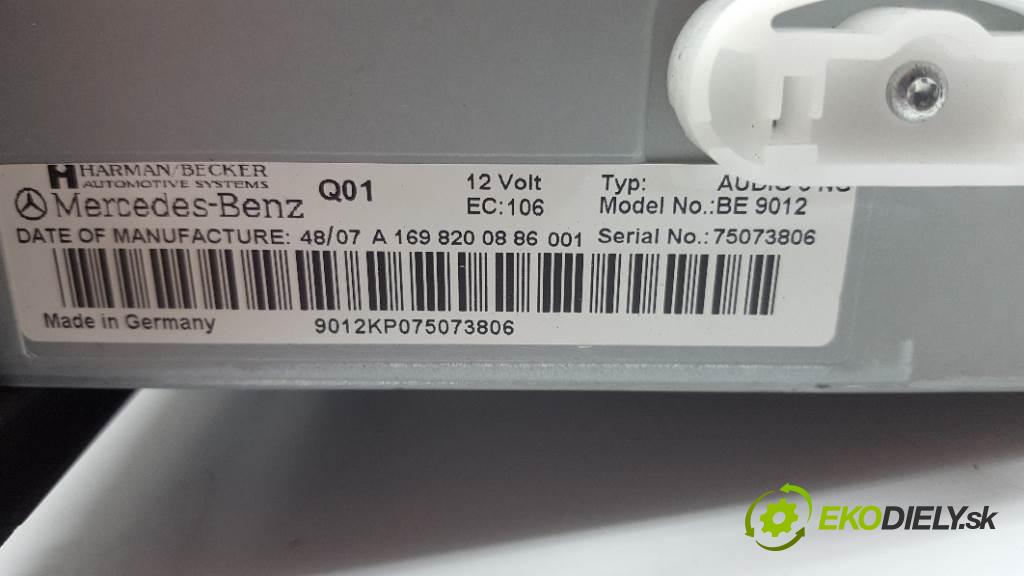 HARMAN/BECKER
AUTOMOTIVE SYSTEMS
Mercedes-Benz Q01 12 Volt Typ:
EC:106 Model No.:BE 9012
DATE OF MANUFACTURE: 48/07 A 169 820 08 86 001 Serial No.:75073806
Made in Germany 9012KP075073806
EKODIELY.sk